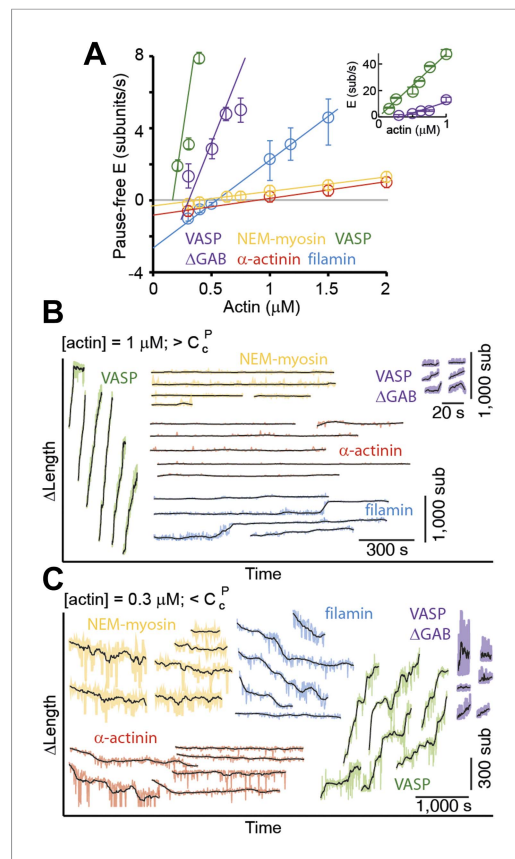 A
8
4
0
-4
Pause-free E (subunits/s)
0 0.5 1 1.5 2
Actin (μM)
VASP NEM-myosin VASP
ΔGAB α-actinin filamin
E (sub/s)
40
20
0
0 1
actin (μM)
B
[actin] = 1 μM; > C c P
VASP
NEM-myosin
VASP
ΔGAB
20 s
1,000 sub
α-actinin
filamin
1,000 sub
300 s
ΔLength
Time
C
[actin] = 0.3 μM; < C c P
NEM-myosin
filamin
VASP
ΔGAB
α-actinin
VASP
300 sub
1,000 s
ΔLength
Time